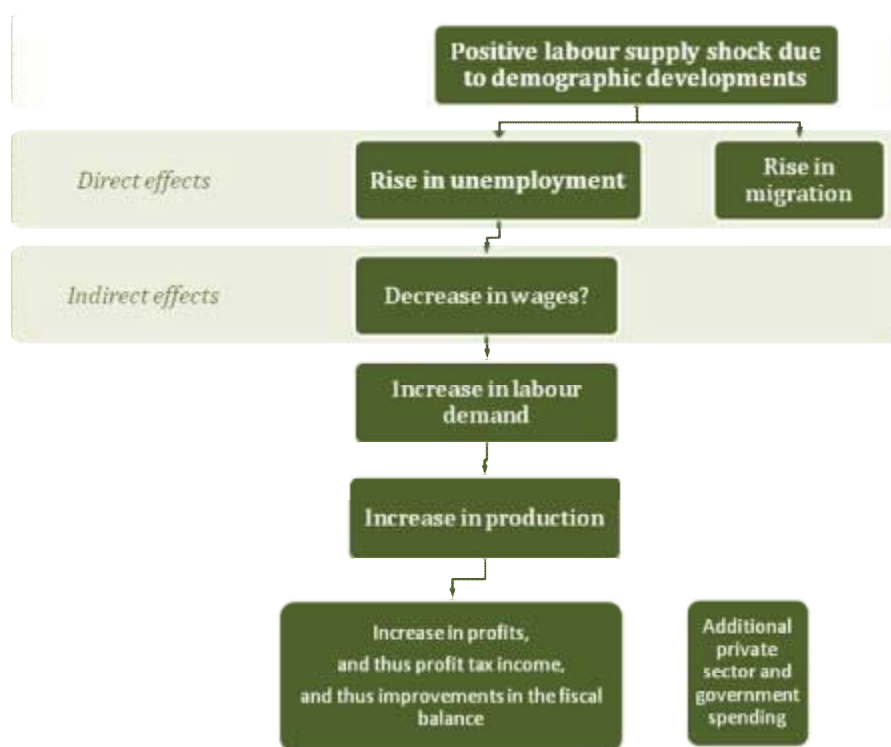 Positive labour supply shock due
to demographic developments
Direct effects
Rise in unemployment
Rise in
migration
Indirect effects
Decrease in wages?
Increase in labour
demand
Increase in production
Increase in profits,
and thus profit tax income,
and thus improvements in the fiscal
balance
Additional
private
sector and
government
spending